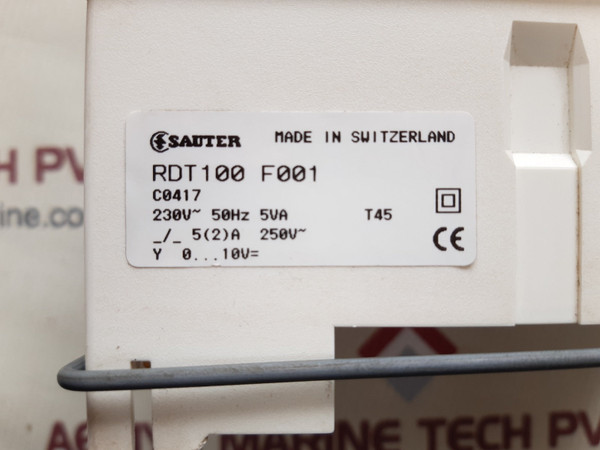 SAUTER MADE IN SWITZERLAND
RDT100 F001
C0417
230V~ 50Hz 5VA T45
_/_ 5(2)A 250V~
Y 0...10V=
CE